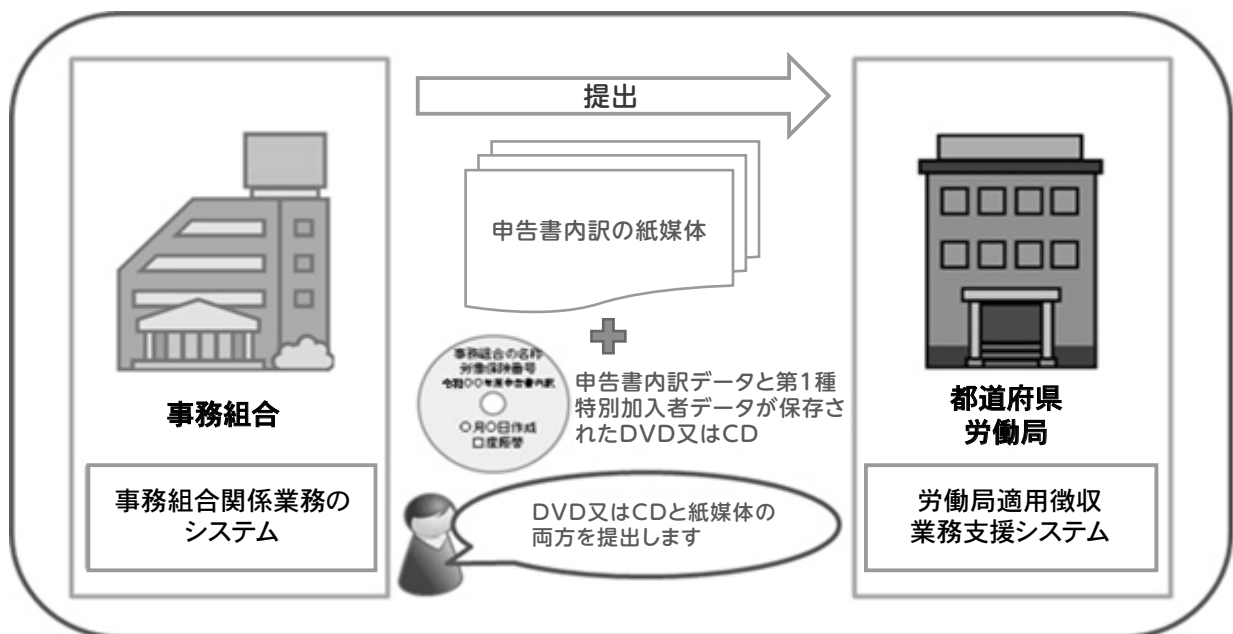 提出
申告書内訳の紙媒体
事務組合の名称
労働保険番号
令和〇〇年度申告書内訳
〇月〇日作成
口座振替
申告書内訳データと第1種
特別加入者データが保存さ
れたDVD又はCD
事務組合
事務組合関係業務の
システム
DVD又はCDと紙媒体の
両方を提出します
都道府県
労働局
労働局適用徴収
業務支援システム